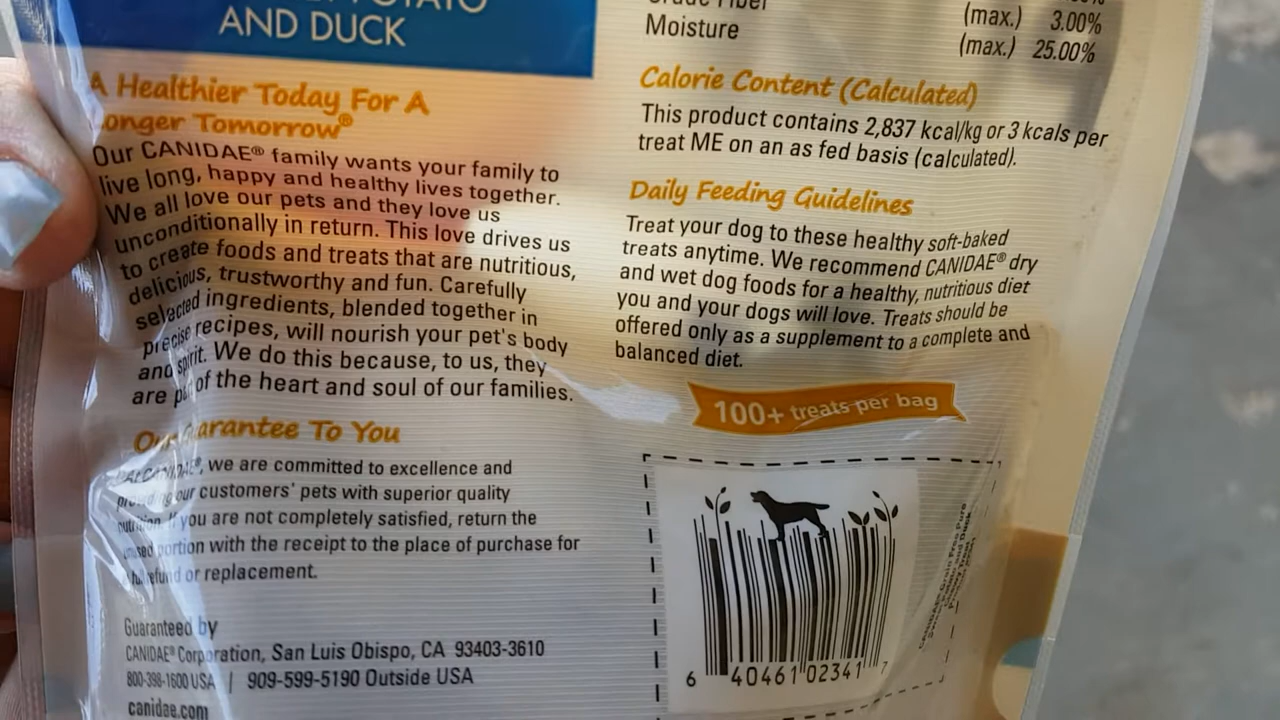 AND DUCK
A Healthier Today For A
onger Tomorrow®
Our CANIDAE® family wants your family to
live long, happy and healthy lives together.
We all love our pets and they love us
unconditionally in return. This love drives us
to create foods and treats that are nutritious,
delicious, trustworthy and fun. Carefully
selected ingredients, blended together in
precise recipes, will nourish your pet's body
and spirit. We do this because, to us, they
are of the heart and soul of our families.
Our arantee To You
CANIDAE®, we are committed to excellence and
our customers' pets with superior quality
If you are not completely satisfied, return the
portion with the receipt to the place of purchase for
refund or replacement.
Guaranteed by
CANIDAE® Corporation, San Luis Obispo, CA 93403-3610
800-398-1600 USA | 909-599-5190 Outside USA
canidae.com
(max.) 3.00%
Moisture (max.) 25.00%
Calorie Content (Calculated)
This product contains 2,837 kcal/kg or 3 kcals per
treat ME on an as fed basis (calculated).
Daily Feeding Guidelines
Treat your dog to these healthy soft-baked
treats anytime. We recommend CANIDAE® dry
and wet dog foods for a healthy, nutritious diet
you and your dogs will love. Treats should be
offered only as a supplement to a complete and
balanced diet.
100+ treats per bag
6 40461 02341 7